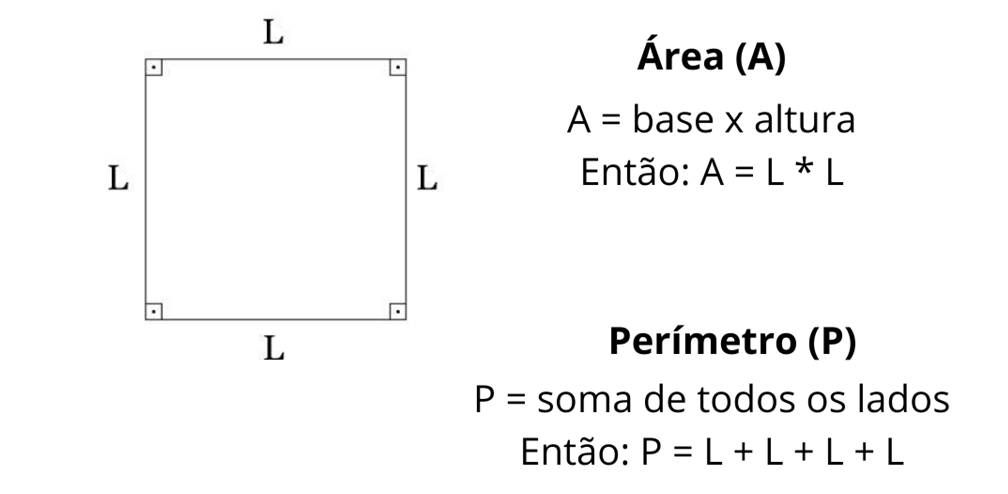 L
Área (A)
A = base x altura
L
L
Então: A = L * L
L
Perímetro (P)
P = soma de todos os lados
Então: P = L + L + L + L